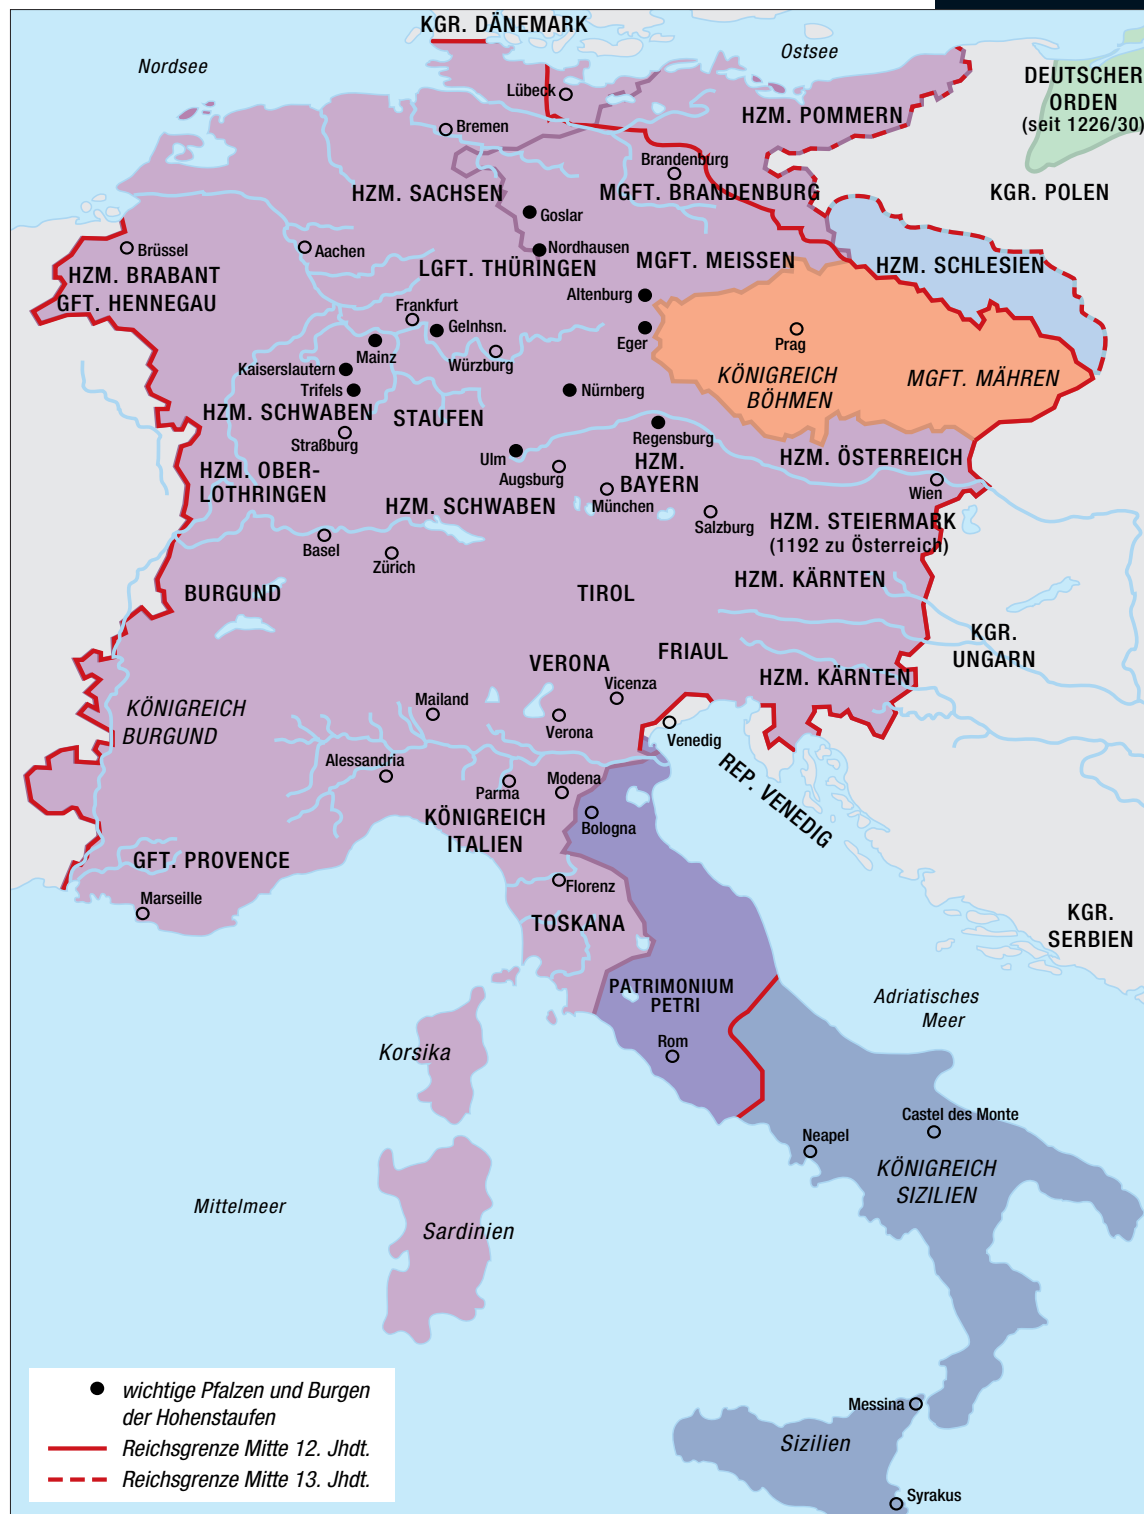 KGR. DÄNEMARK
Nordsee
Ostsee
Lübeck
DEUTSCHER
ORDEN
(seit 1226/30)
HZM. POMMERN
Bremen
Brandenburg
HZM. SACHSEN
MGFT. BRANDENBURG
KGR. POLEN
Goslar
Brüssel
Aachen
Nordhausen
HZM. BRABANT
LGFT. THÜRINGEN
MGFT. MEISSEN
HZM. SCHLESIEN
GFT. HENNEGAU
Frankfurt
Altenburg
Gelnhsn.
Eger
Prag
Mainz
Würzburg
Kaiserslautern
KÖNIGREICH
BÖHMEN
MGFT. MÄHREN
Trifels
Nürnberg
HZM. SCHWABEN
STAUFEN
Straßburg
Regensburg
Ulm
HZM.
BAYERN
HZM. ÖSTERREICH
HZM. OBER-
LOTHRINGEN
Augsburg
Wien
HZM. SCHWABEN
München
Salzburg
HZM. STEIERMARK
(1192 zu Österreich)
Basel
Zürich
BURGUND
TIROL
HZM. KÄRNTEN
KGR.
UNGARN
FRIAUL
VERONA
HZM. KÄRNTEN
Vicenza
Mailand
KÖNIGREICH
BURGUND
Verona
Venedig
Alessandria
REP. VENEDIG
Parma
Modena
KÖNIGREICH
ITALIEN
Bologna
GFT. PROVENCE
Florenz
Marseille
TOSKANA
KGR.
SERBIEN
PATRIMONIUM
PETRI
Adriatisches
Meer
Rom
Korsika
Castel des Monte
Neapel
KÖNIGREICH
SIZILIEN
Mittelmeer
Sardinien
wichtige Pfalzen und Burgen
der Hohenstaufen
Reichsgrenze Mitte 12. Jhdt.
Reichsgrenze Mitte 13. Jhdt.
Messina
Sizilien
Syrakus